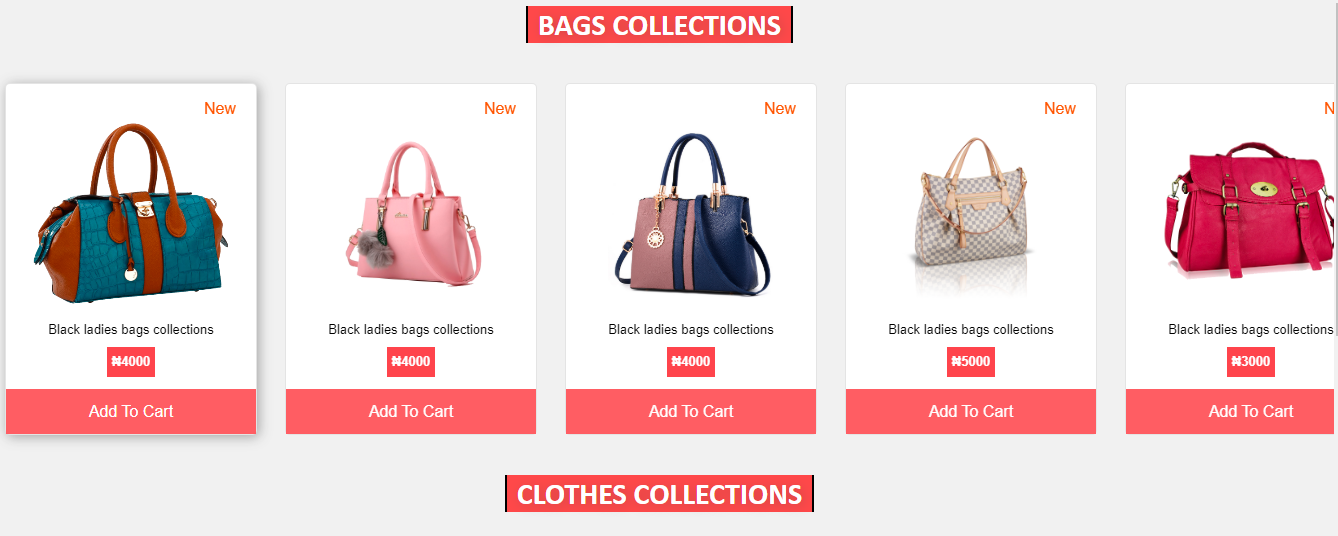 BAGS COLLECTIONS
New
New
New
New
N
Black ladies bags collections
Black ladies bags collections
Black ladies bags collections
Black ladies bags collections
Black ladies bags collections
₦4000
₦4000
₦4000
₦5000
₦3000
Add To Cart
Add To Cart
Add To Cart
Add To Cart
Add To Cart
CLOTHES COLLECTIONS